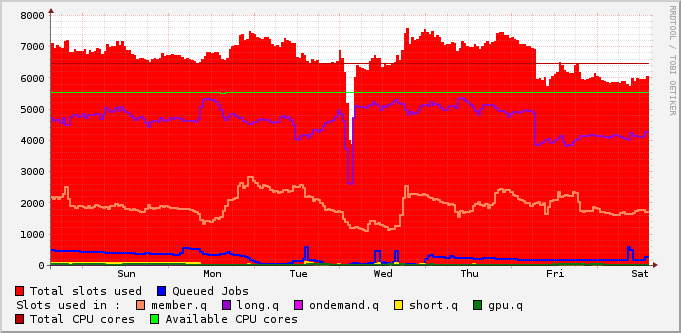 8000
7000
6000
5000
4000
3000
2000
1000
0
Sun Mon Tue Wed Thu Fri Sat
RRDTOOL / TOBI OETIKER
Total slots used Queued Jobs
Slots used in : member.q long.q ondemand.q short.q gpu.q
Total CPU cores Available CPU cores